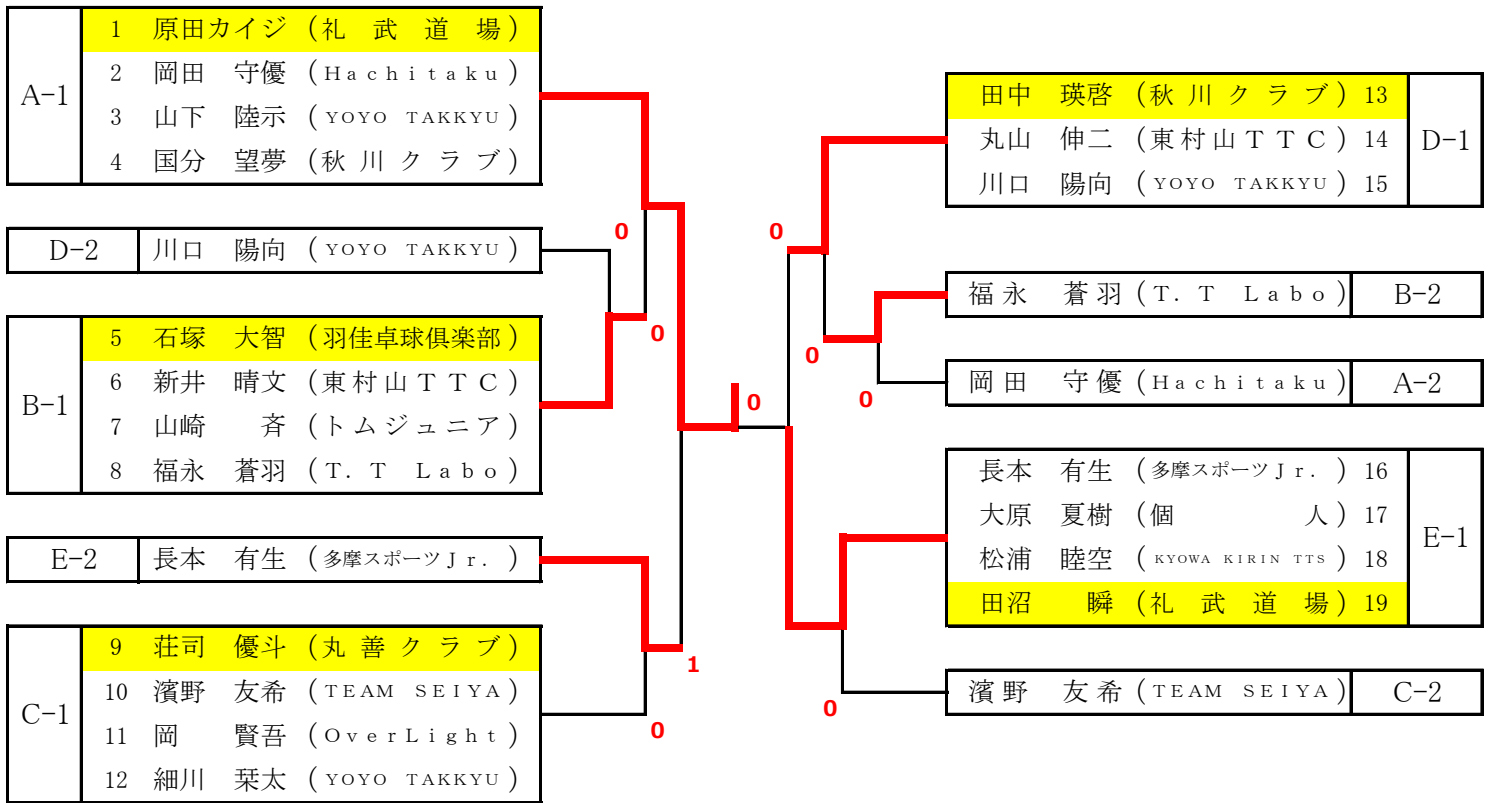 A-1
1 原田カイジ (礼 武 道 場)
2 岡田 守優 (Hachitaku)
3 山下 陸示 (YOYO TAKKYU)
4 国分 望夢 (秋 川 ク ラ ブ)
D-2 川口 陽向 (YOYO TAKKYU)
B-1
5 石塚 大智 (羽佳卓球倶楽部)
6 新井 晴文 (東村山TTC)
7 山崎 斉 (トムジュニア)
8 福永 蒼羽 (T.T Labo)
E-2 長本 有生 (多摩スポーツJr.)
C-1
9 荘司 優斗 (丸 善 ク ラ ブ)
10 濱野 友希 (TEAM SEIYA)
11 岡 賢吾 (OverLight)
12 細川 栞太 (YOYO TAKKYU)
0
0
1
0
0
0
0
0
0
田中 瑛啓 (秋 川 ク ラ ブ) 13
丸山 伸二 (東村山TTC) 14
川口 陽向 (YOYO TAKKYU) 15
D-1
福永 蒼羽 (T.T Labo) B-2
岡田 守優 (Hachitaku) A-2
長本 有生 (多摩スポーツJr.) 16
大原 夏樹 (個 人) 17
松浦 睦空 (KYOWA KIRIN TTS) 18
田沼 瞬 (礼 武 道 場) 19
E-1
濱野 友希 (TEAM SEIYA) C-2